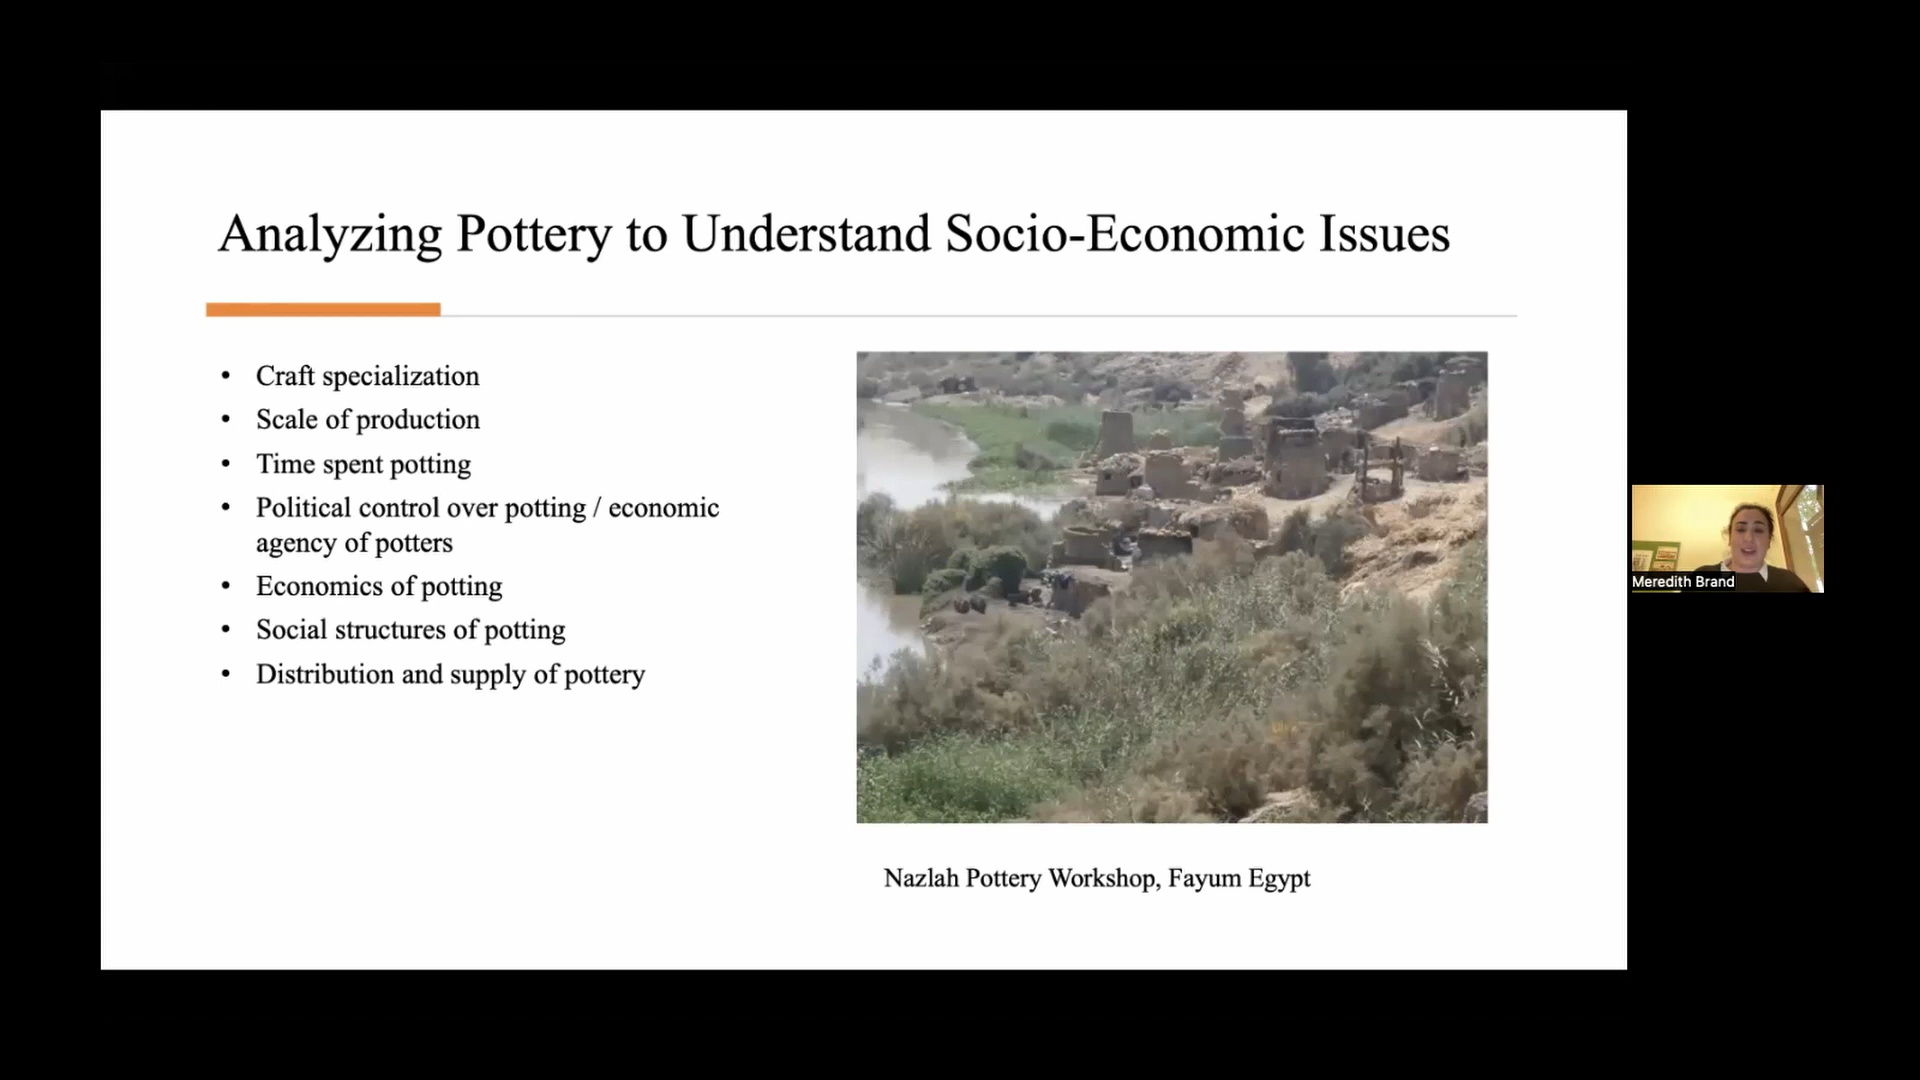 Analyzing Pottery to Understand Socio-Economic Issues
• Craft specialization
• Scale of production
• Time spent potting
• Political control over potting / economic
agency of potters
• Economics of potting
• Social structures of potting
• Distribution and supply of pottery
Nazlah Pottery Workshop, Fayum Egypt
Meredith Brand